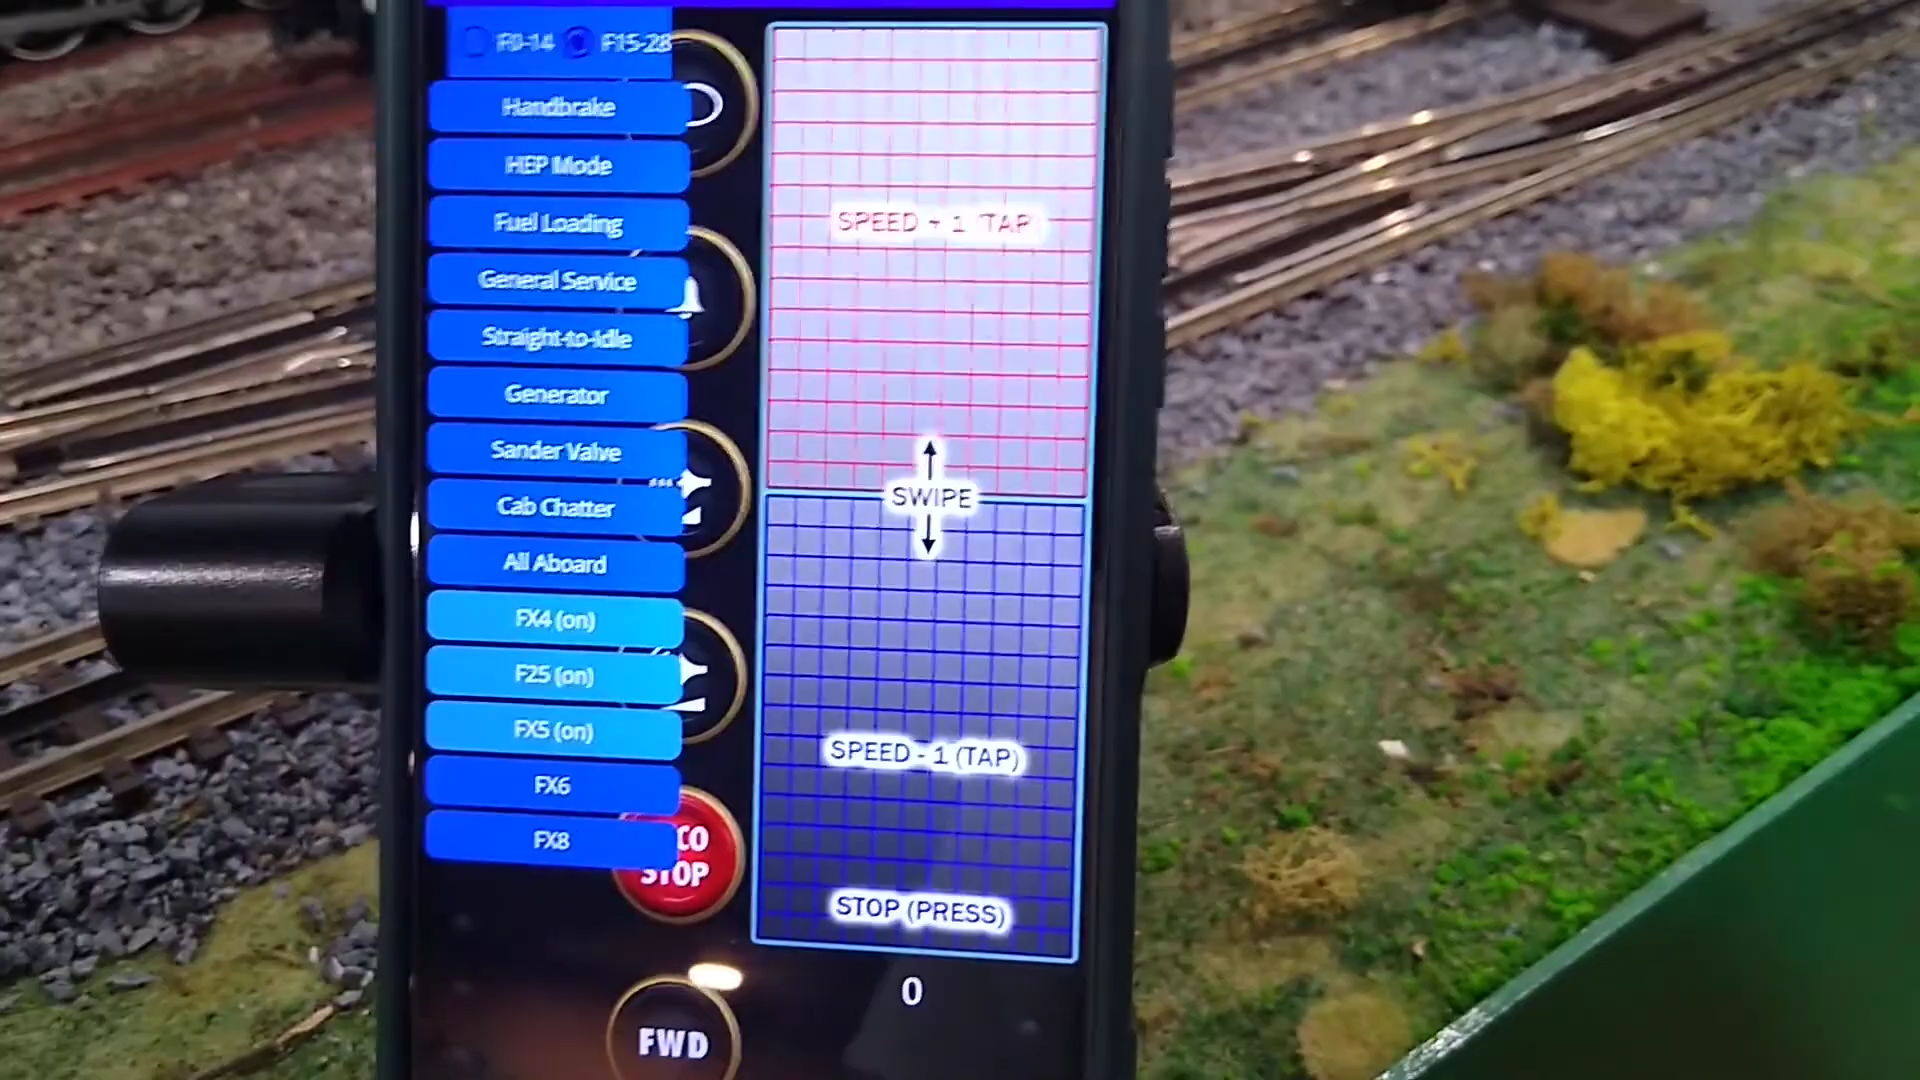 F0-14 F15-28
Handbrake
HEP Mode
Fuel Loading
General Service
Straight-to-Idle
Generator
Sander Valve
Cab Chatter
All Aboard
FX4 (on)
F25 (on)
FX5 (on)
FX6
FX8
CO
STOP
FWD
SPEED + 1 (TAP)
SWIPE
SPEED - 1 (TAP)
STOP (PRESS)
0